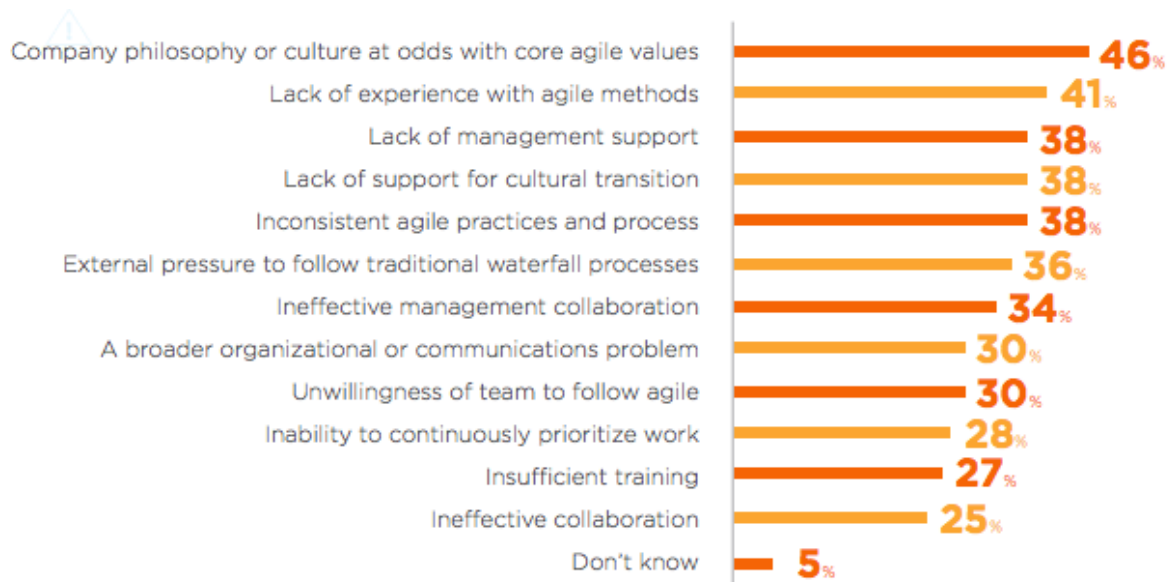 Company philosophy or culture at odds with core agile values 46%
Lack of experience with agile methods 41%
Lack of management support 38%
Lack of support for cultural transition 38%
Inconsistent agile practices and process 38%
External pressure to follow traditional waterfall processes 36%
Ineffective management collaboration 34%
A broader organizational or communications problem 30%
Unwillingness of team to follow agile 30%
Inability to continuously prioritize work 28%
Insufficient training 27%
Ineffective collaboration 25%
Don't know 5%